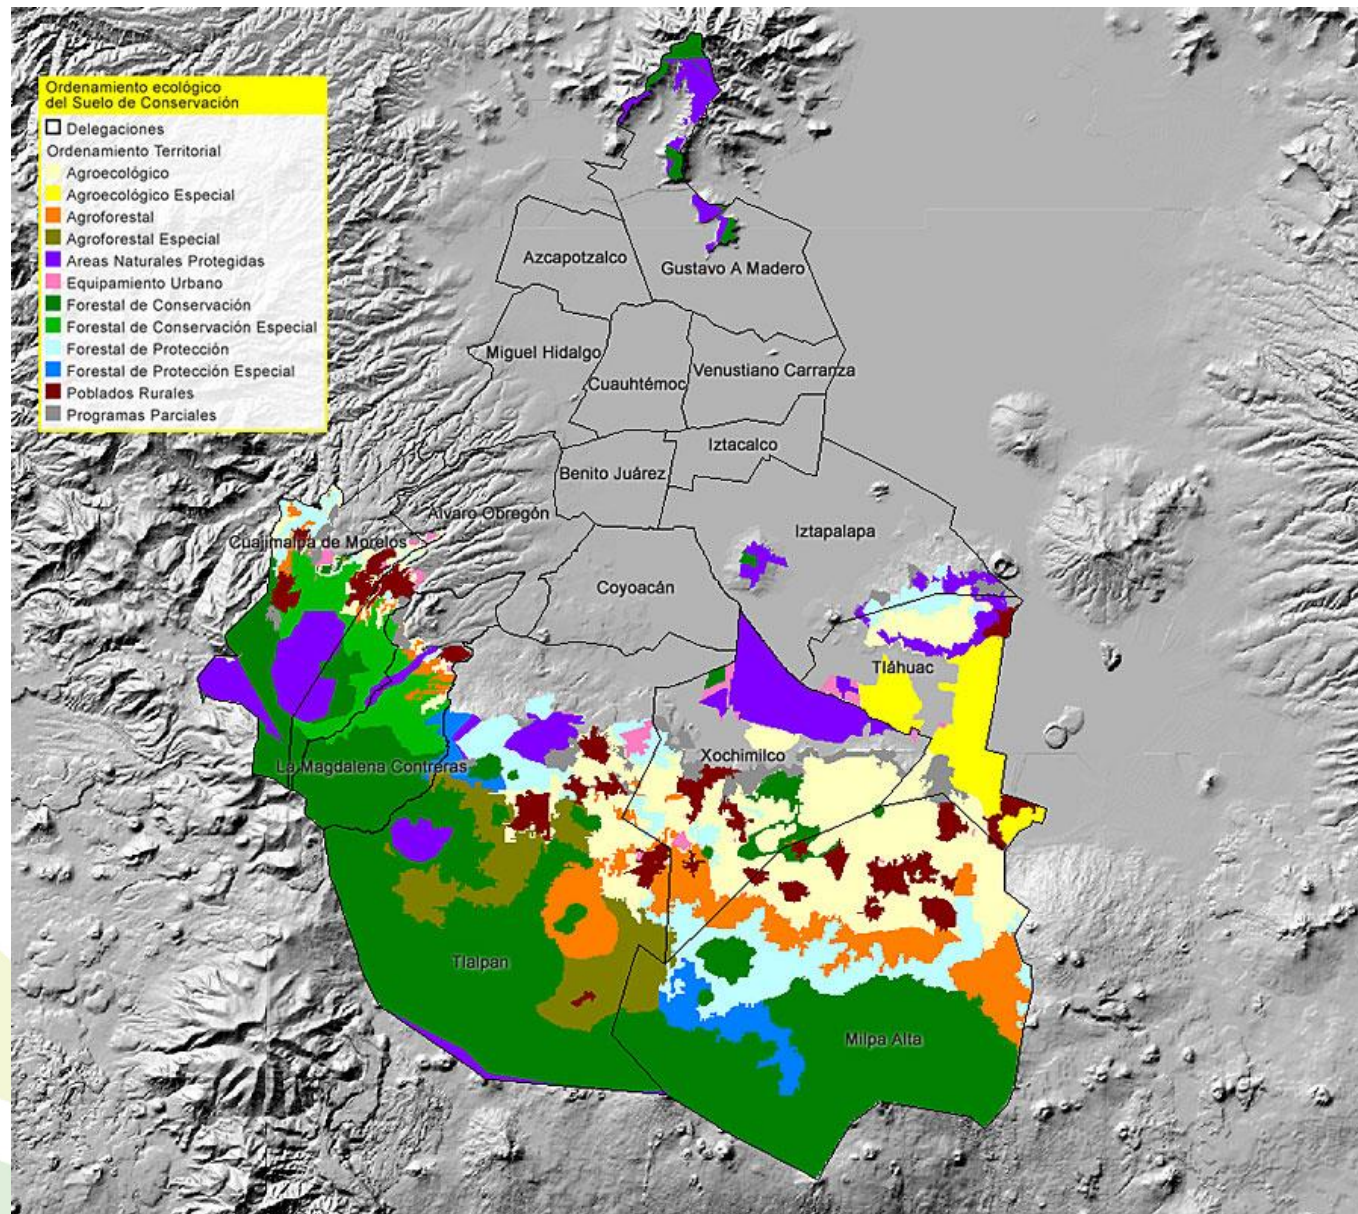 Ordenamiento ecológico
del Suelo de Conservación
Delegaciones
Ordenamiento Territorial
Agroecológico
Agroecológico Especial
Agroforestal
Agroforestal Especial
Areas Naturales Protegidas
Equipamiento Urbano
Forestal de Conservación
Forestal de Conservación Especial
Forestal de Protección
Forestal de Protección Especial
Poblados Rurales
Programas Parciales
Azcapotzalco
Gustavo A Madero
Miguel Hidalgo
Cuauhtémoc
Venustiano Carranza
Iztacalco
Benito Juárez
Alvaro Obregón
Iztapalapa
Cuajimalpa de Morelos
Coyoacán
Tláhuac
Xochimilco
La Magdalena Contreras
Tlalpan
Milpa Alta